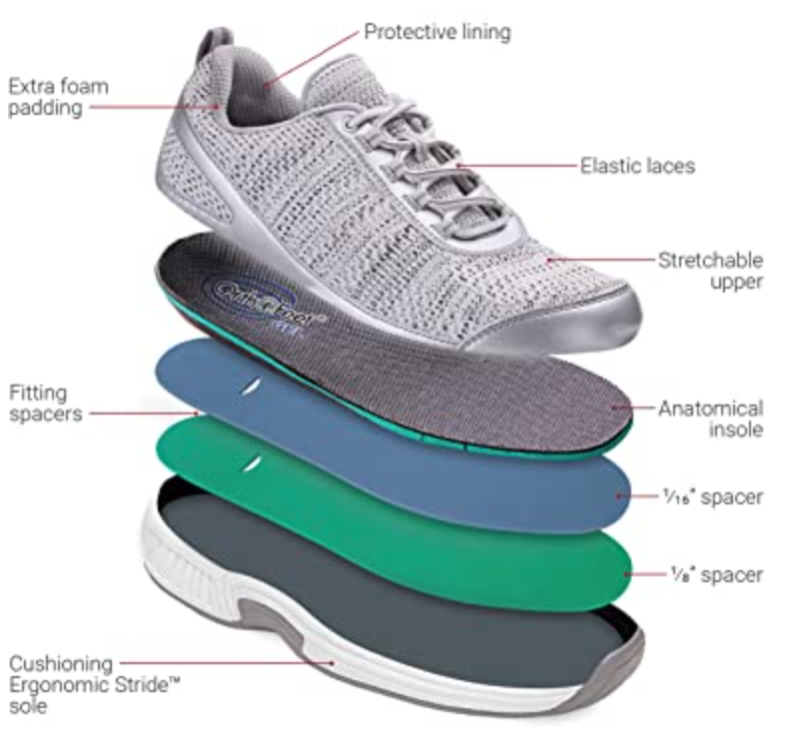 Protective lining
Extra foam
padding
Elastic laces
Stretchable
upper
Fitting
spacers
Anatomical
insole
1/16" spacer
1/8" spacer
Cushioning
Ergonomic Stride™
sole